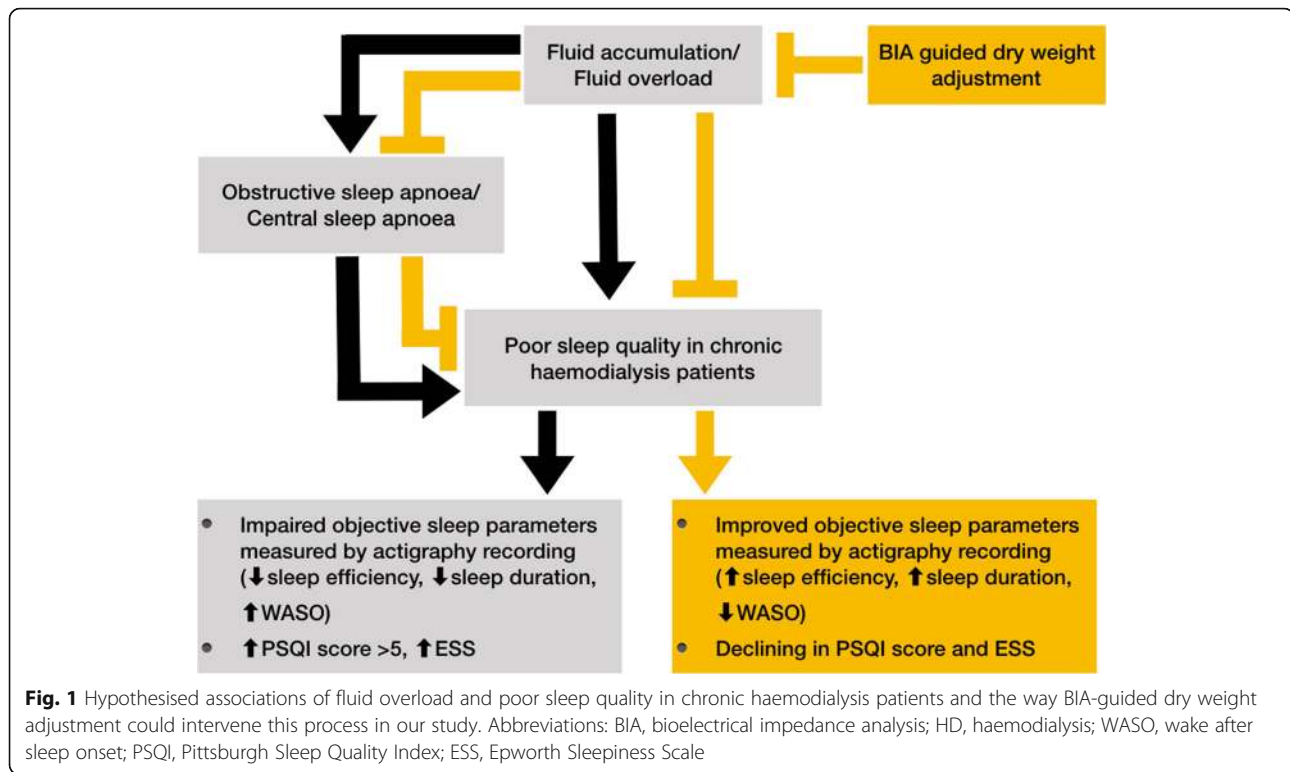 Fluid accumulation/
Fluid overload
BIA guided dry weight
adjustment
Obstructive sleep apnoea/
Central sleep apnoea
Poor sleep quality in chronic
haemodialysis patients
• Impaired objective sleep parameters
measured by actigraphy recording
(⬇sleep efficiency, ⬇sleep duration,
⬆WASO)
• ⬆PSQI score >5, ⬆ESS
• Improved objective sleep parameters
measured by actigraphy recording
(⬆sleep efficiency, ⬆sleep duration,
⬇WASO)
• Declining in PSQI score and ESS
Fig. 1 Hypothesised associations of fluid overload and poor sleep quality in chronic haemodialysis patients and the way BIA-guided dry weight
adjustment could intervene this process in our study. Abbreviations: BIA, bioelectrical impedance analysis; HD, haemodialysis; WASO, wake after
sleep onset; PSQI, Pittsburgh Sleep Quality Index; ESS, Epworth Sleepiness Scale